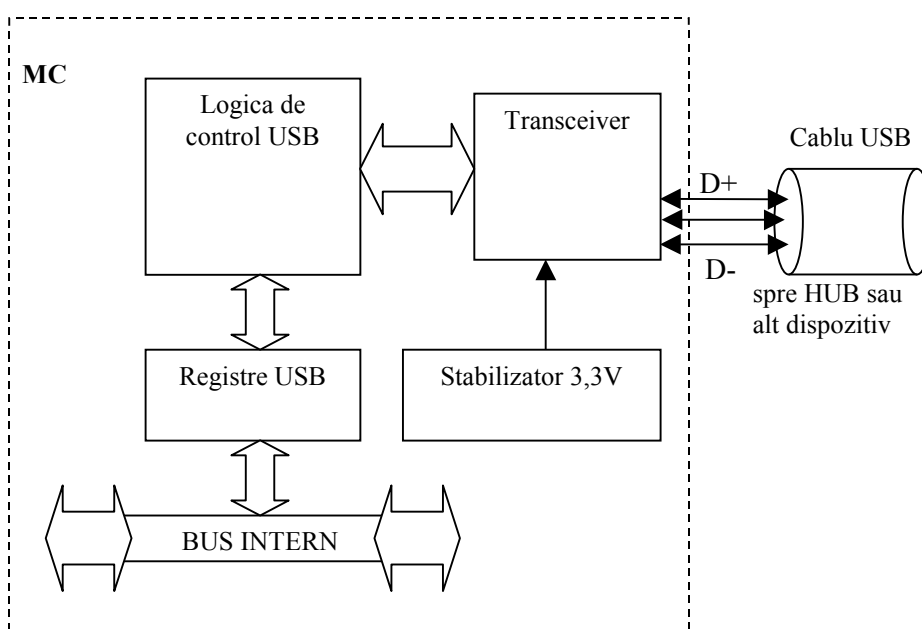 MC
Logica de
control USB
Transceiver
Cablu USB
D+
D-
spre HUB sau
alt dispozitiv
Registre USB
Stabilizator 3,3V
BUS INTERN